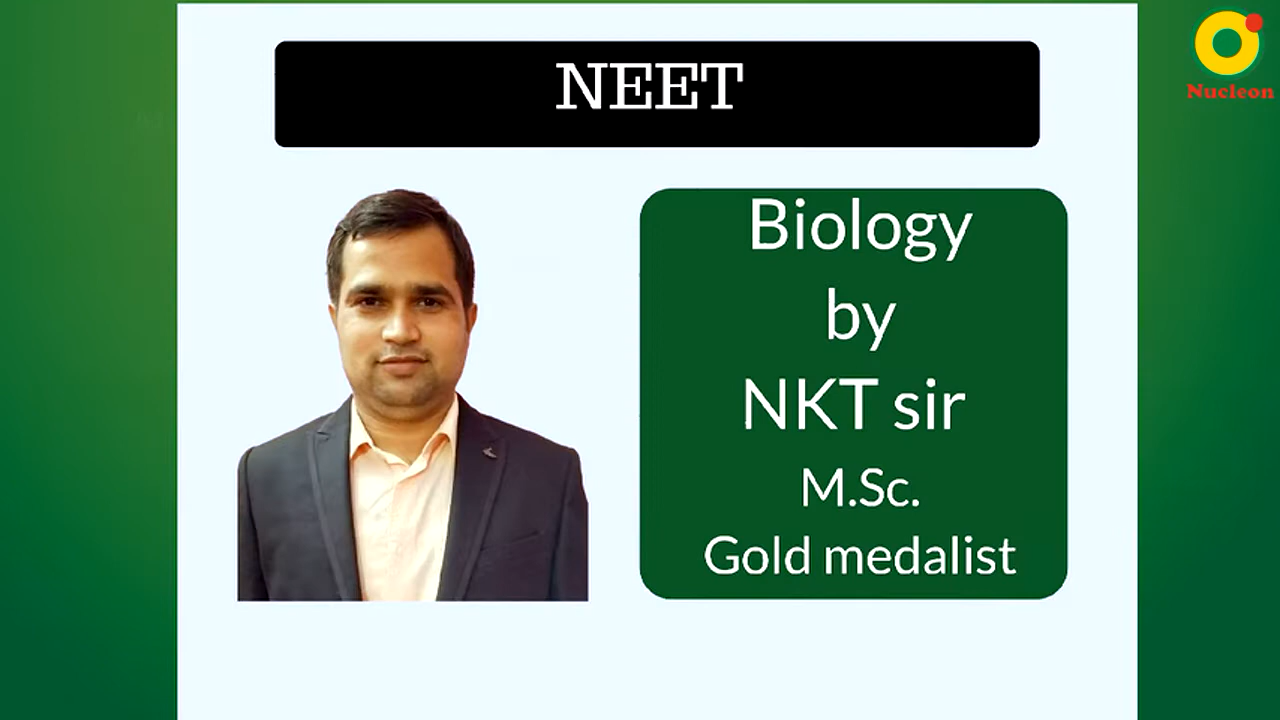 NEET
Nucleon
Biology
by
NKT sir
M.Sc.
Gold medalist